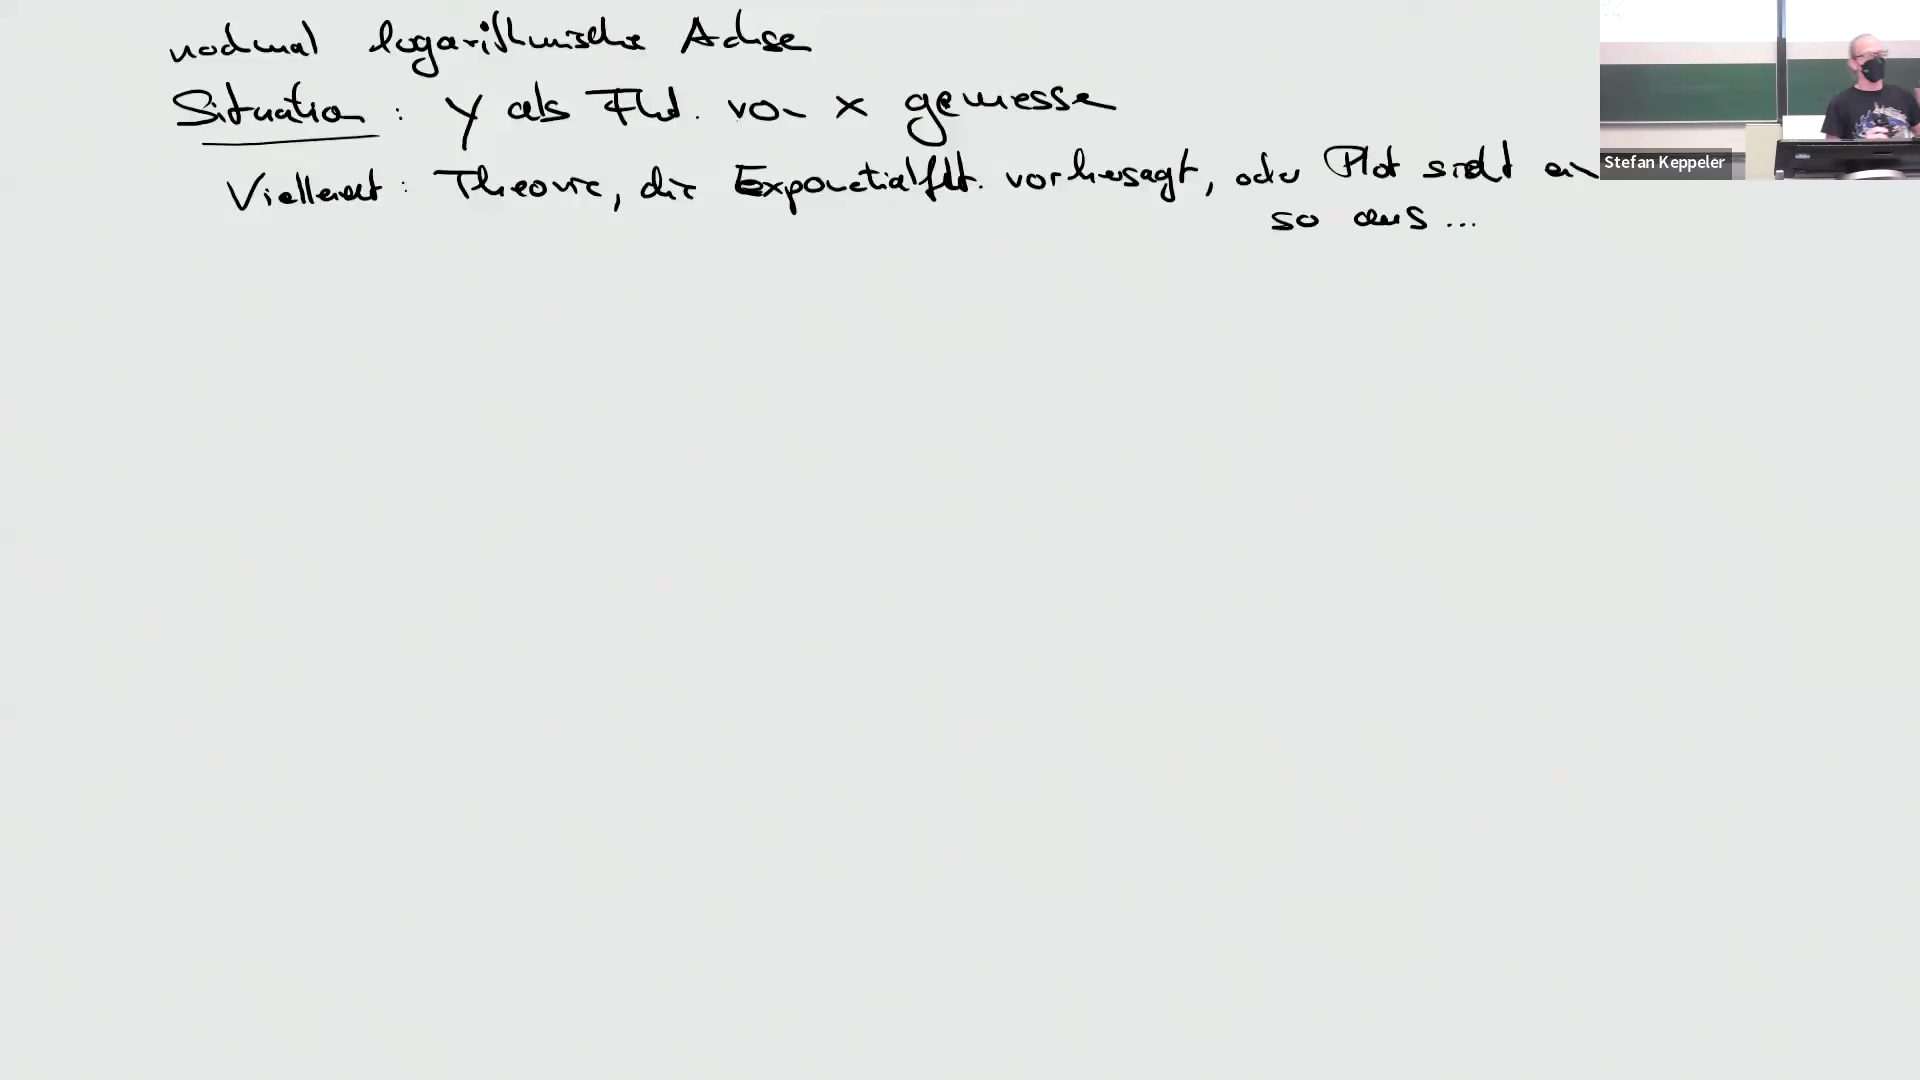 nochmal logarithmische Achse
Situation: y als Fkt. von x gemessen
Vielleicht: Theorie, die Exponentialfkt. vorhersagt, oder Plot sieht
so aus...
Stefan Keppeler